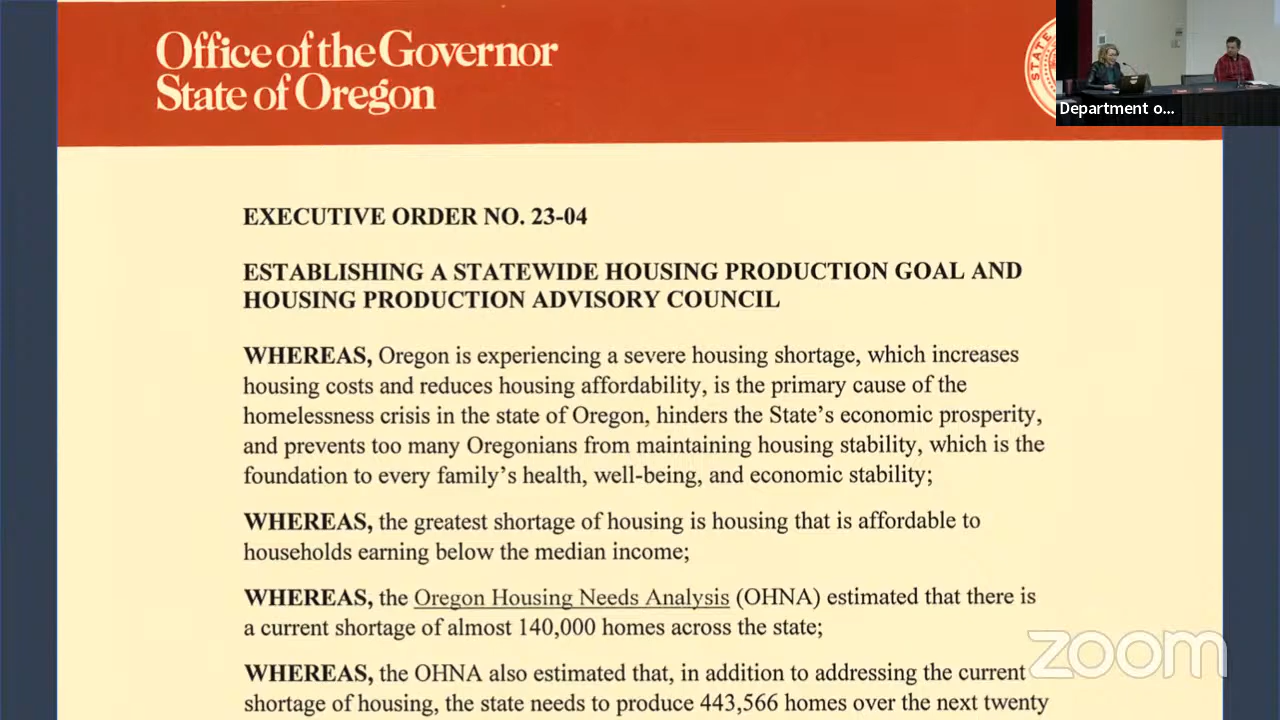 Office of the Governor
State of Oregon
STATE
Department o...
EXECUTIVE ORDER NO. 23-04
ESTABLISHING A STATEWIDE HOUSING PRODUCTION GOAL AND
HOUSING PRODUCTION ADVISORY COUNCIL
WHEREAS, Oregon is experiencing a severe housing shortage, which increases
housing costs and reduces housing affordability, is the primary cause of the
homelessness crisis in the state of Oregon, hinders the State's economic prosperity,
and prevents too many Oregonians from maintaining housing stability, which is the
foundation to every family's health, well-being, and economic stability;
WHEREAS, the greatest shortage of housing is housing that is affordable to
households earning below the median income;
WHEREAS, the Oregon Housing Needs Analysis (OHNA) estimated that there is
a current shortage of almost 140,000 homes across the state;
WHEREAS, the OHNA also estimated that, in addition to addressing the current
shortage of housing, the state needs to produce 443,566 homes over the next twenty
zoom